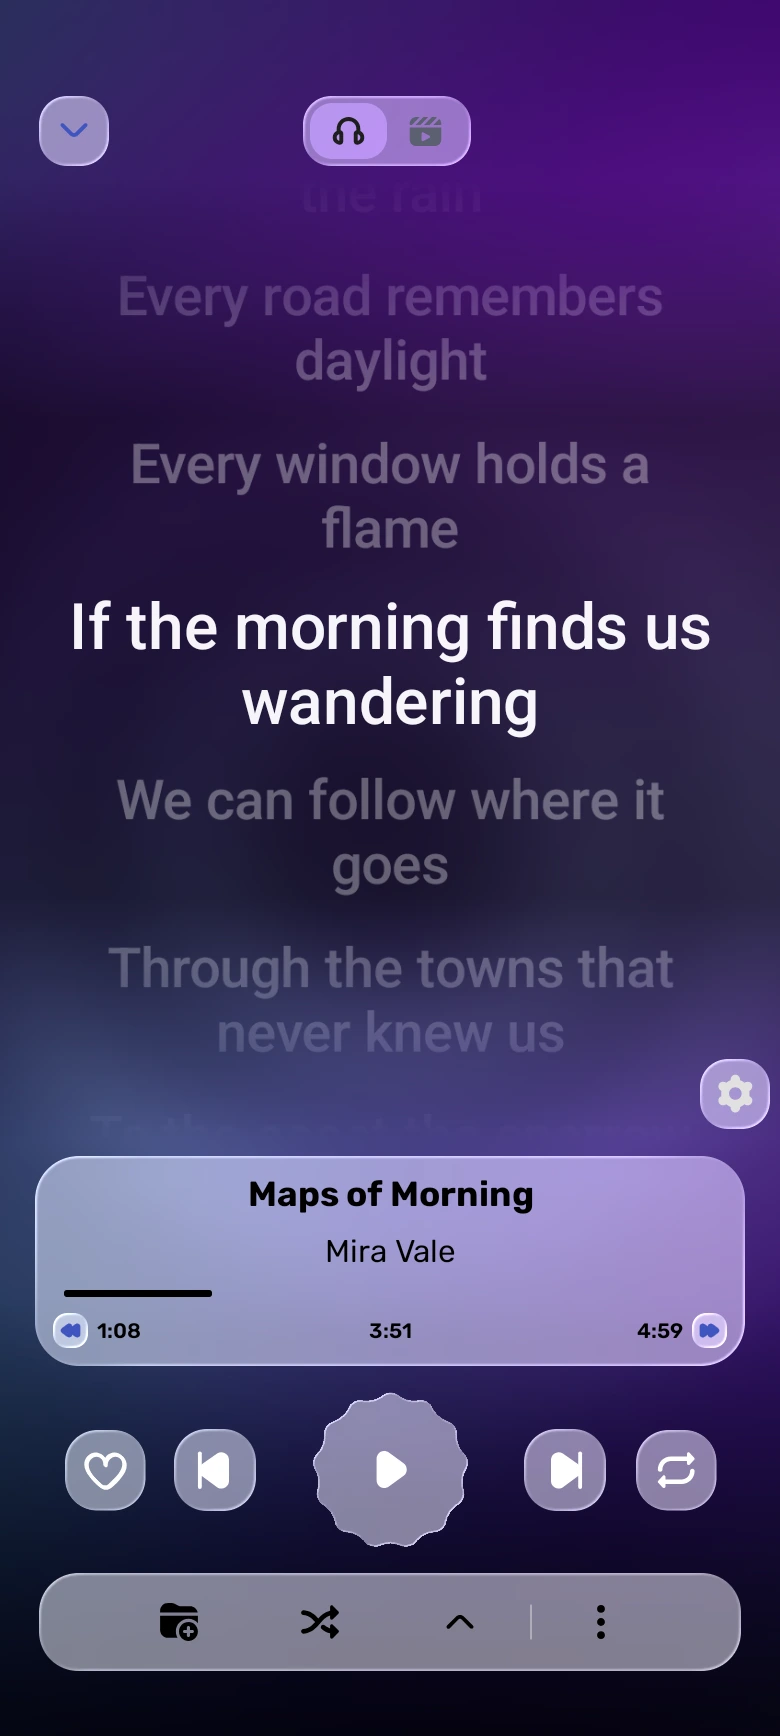 the rain
Every road remembers
daylight
Every window holds a
flame
If the morning finds us
wandering
We can follow where it
goes
Through the towns that
never knew us
Maps of Morning
Mira Vale
1:08 3:51 4:59